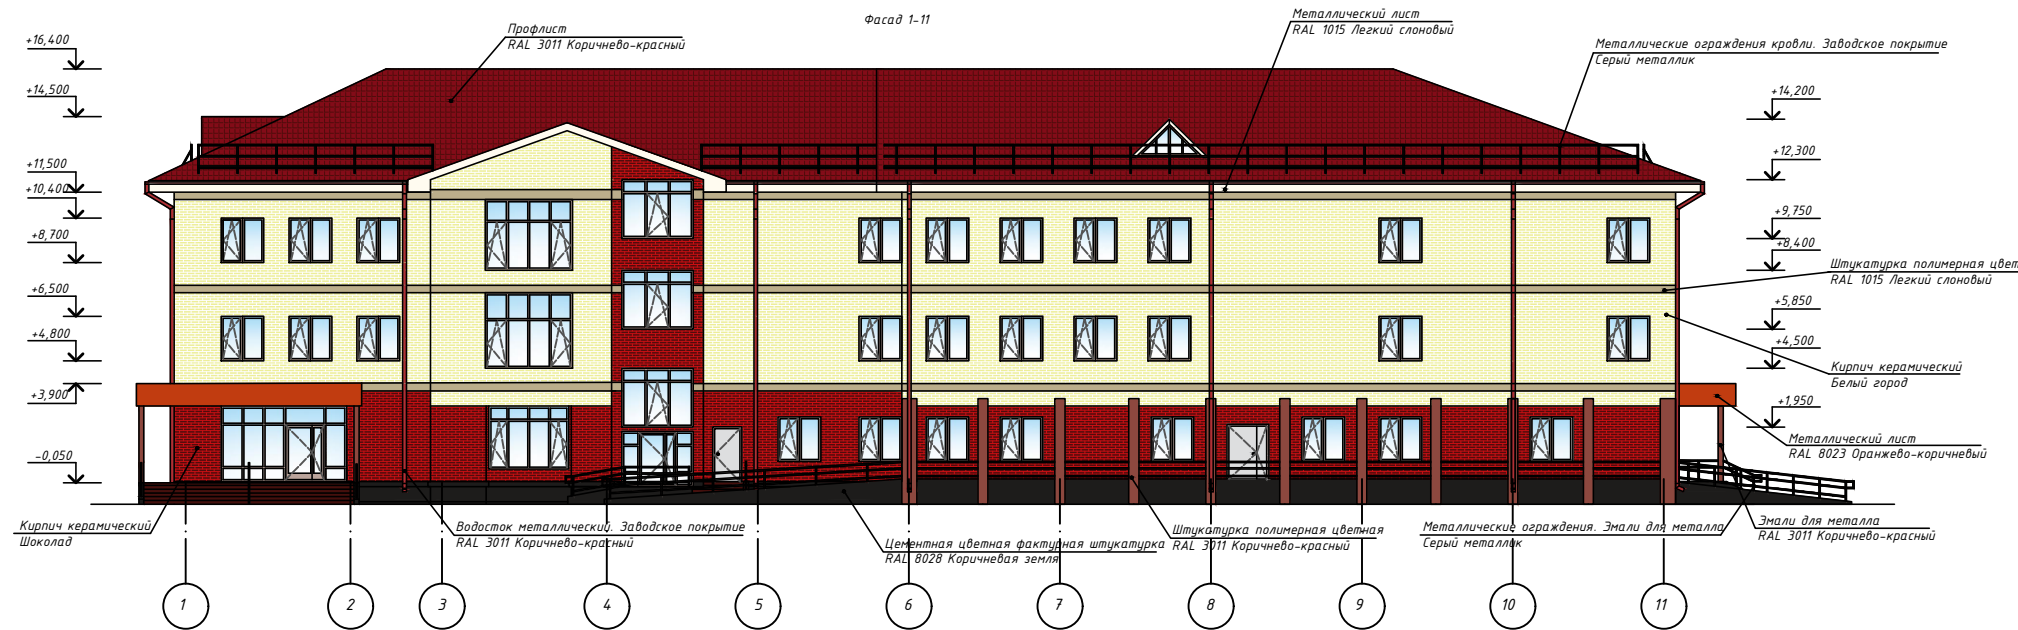 Фасад 1-11
Профлист
RAL 3011 Коричнево-красный
Металлический лист
RAL 1015 Легкий слоновый
Металлические ограждения кровли. Заводское покрытие
Серый металлик
+16,400
+14,500
+11,500
+10,400
+8,700
+6,500
+4,800
+3,900
-0,050
+14,200
+12,300
+9,750
+8,400
+5,850
+4,500
+1,950
Штукатурка полимерная цвет
RAL 1015 Легкий слоновый
Кирпич керамический
Белый город
Металлический лист
RAL 8023 Оранжево-коричневый
Кирпич керамический
Шоколад
Водосток металлический. Заводское покрытие
RAL 3011 Коричнево-красный
Цементная цветная фактурная штукатурка
RAL 8028 Коричневая земля
Штукатурка полимерная цветная
RAL 3011 Коричнево-красный
Металлические ограждения. Эмали для металла
Серый металлик
Эмали для металла
RAL 3011 Коричнево-красный
1
2
3
4
5
6
7
8
9
10
11